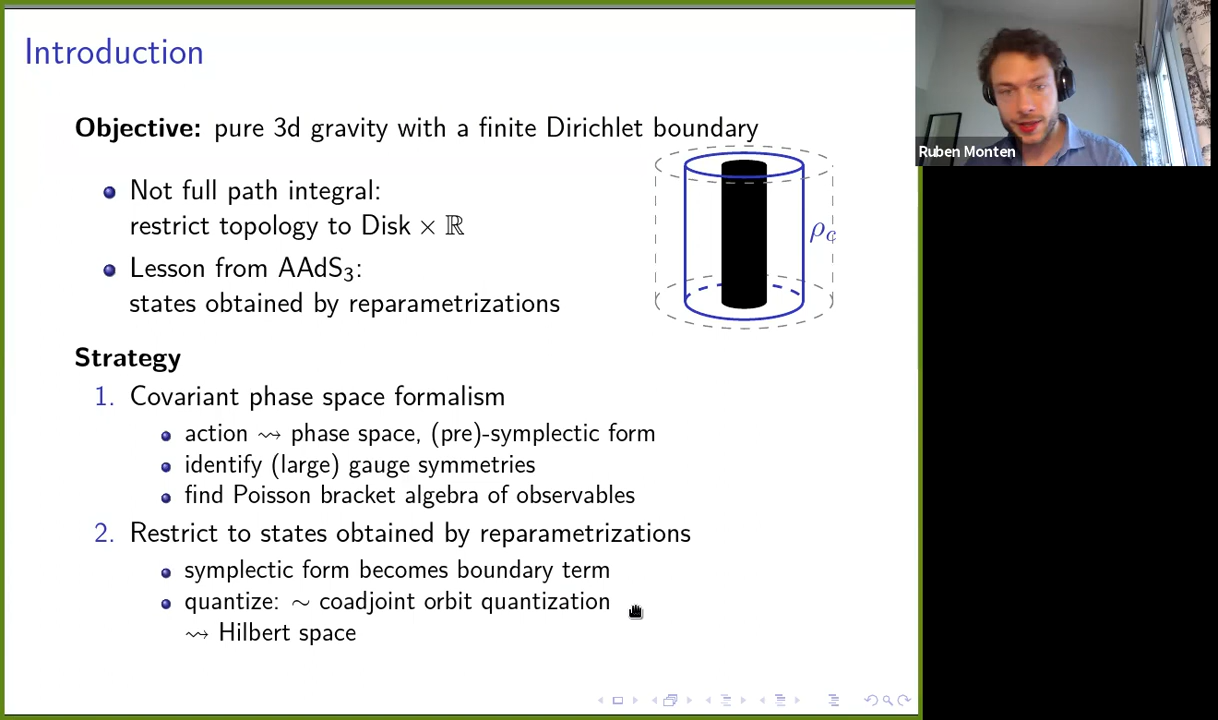 Introduction
Objective: pure 3d gravity with a finite Dirichlet boundary
Not full path integral:
restrict topology to Disk × ℝ
Lesson from AAdS₃:
states obtained by reparametrizations
ρ_c
Strategy
1. Covariant phase space formalism
action ⇝ phase space, (pre)-symplectic form
identify (large) gauge symmetries
find Poisson bracket algebra of observables
2. Restrict to states obtained by reparametrizations
symplectic form becomes boundary term
quantize: ∼ coadjoint orbit quantization
⇝ Hilbert space
Ruben Monten